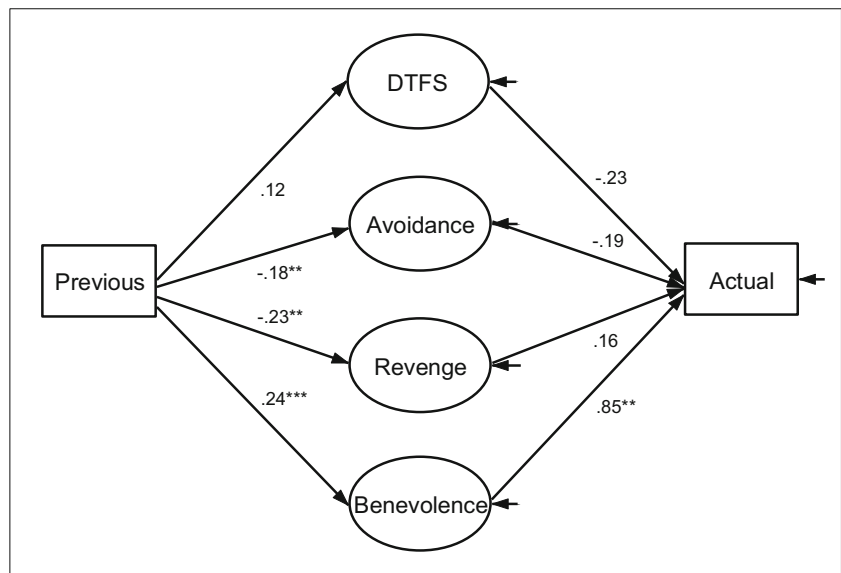 DTFS
.12
-.23
Avoidance
-.18**
-.19
Previous
Actual
-.23**
Revenge
.16
.24***
.85**
Benevolence